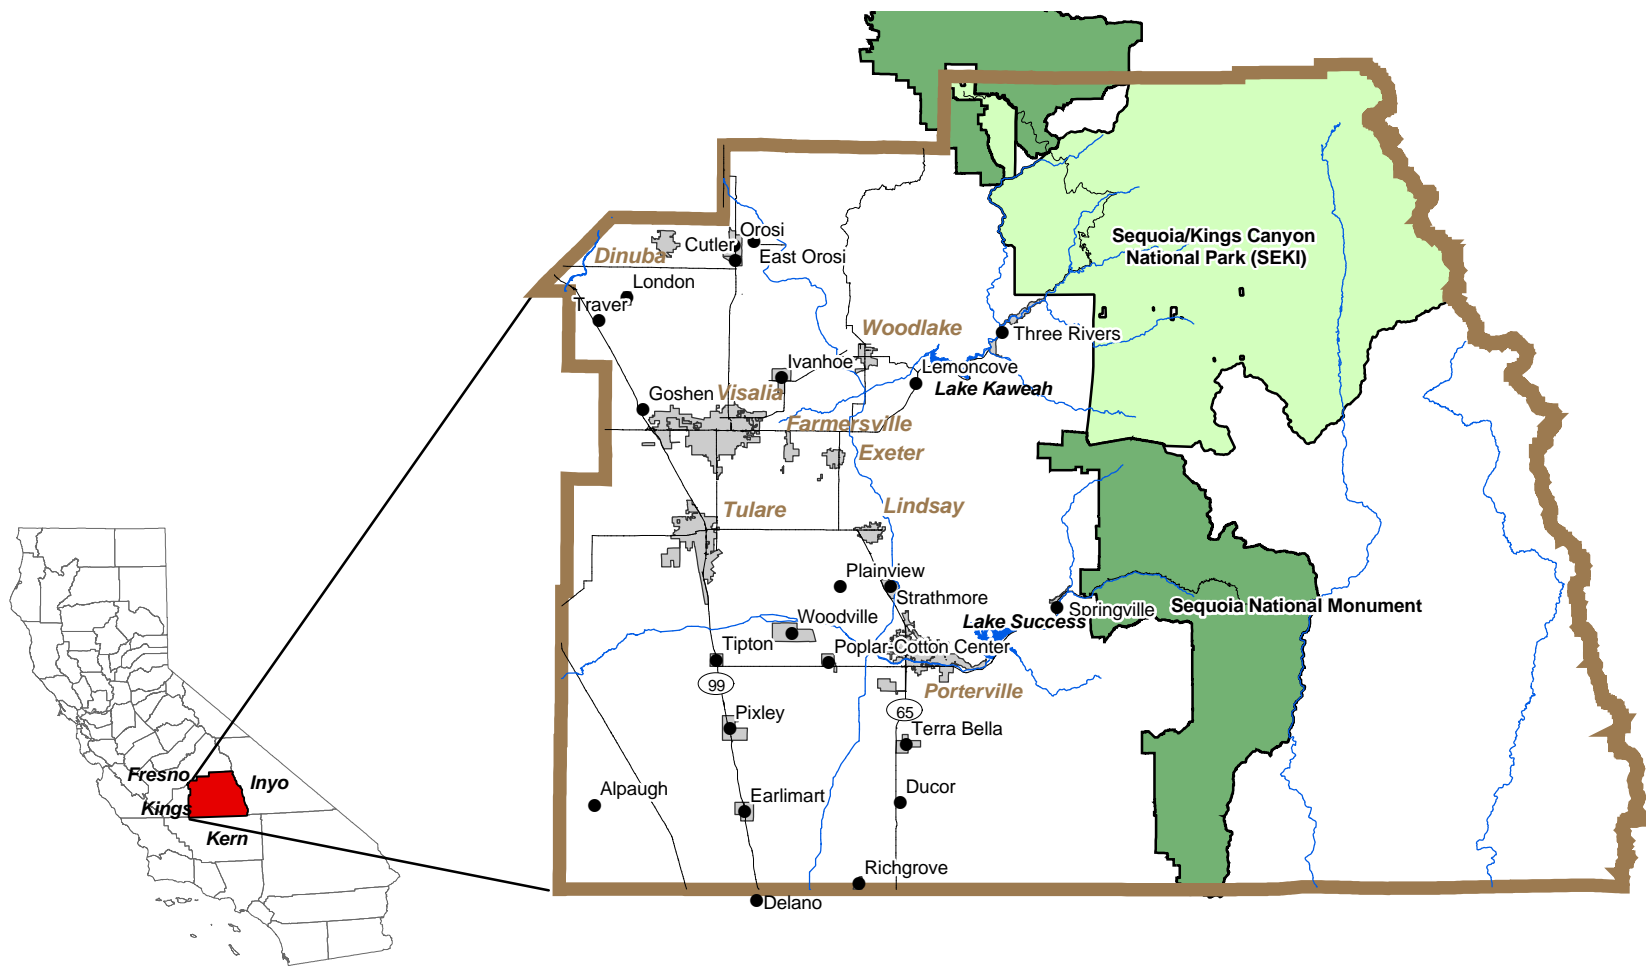 Orosi
Cutler
East Orosi
Dinuba
London
Traver
Sequoia/Kings Canyon
National Park (SEKI)
Woodlake
Three Rivers
Ivanhoe
Lemoncove
Lake Kaweah
Goshen
Visalia
Farmersville
Exeter
Tulare
Lindsay
Plainview
Strathmore
Springville
Sequoia National Monument
Woodville
Lake Success
Tipton
Poplar-Cotton Center
99
Porterville
65
Pixley
Terra Bella
Alpaugh
Earlimart
Ducor
Richgrove
Delano
Fresno
Inyo
Kings
Kern